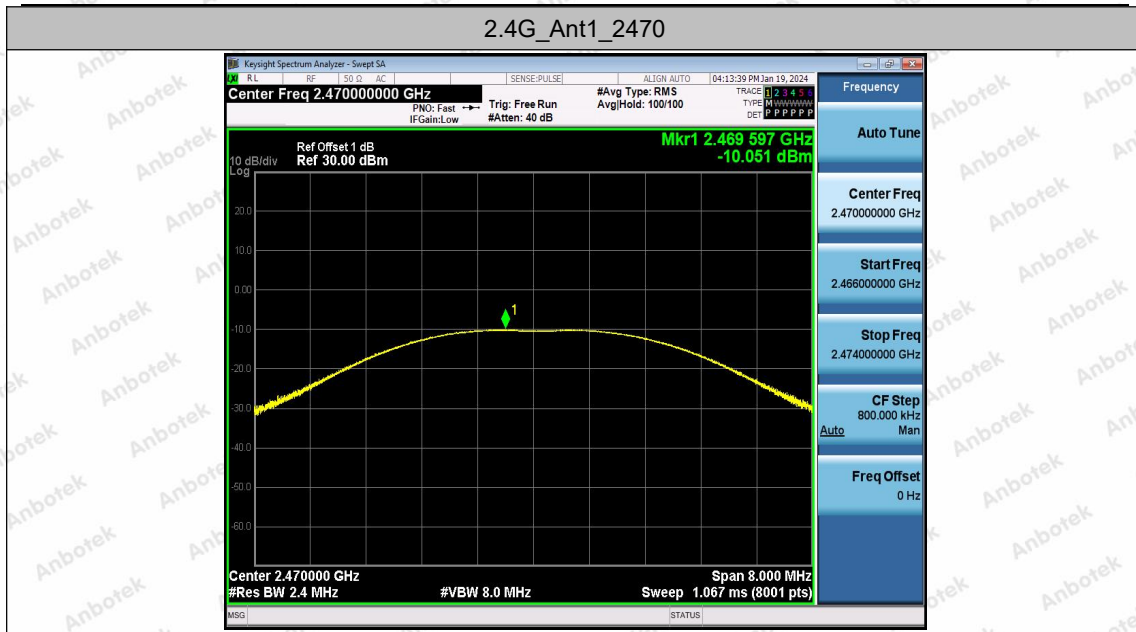 2.4G_Ant1_2470
Keysight Spectrum Analyzer - Swept SA
LXI RL RF 50 Ω AC SENSE:PULSE ALIGN AUTO 04:13:39 PM Jan 19, 2024
Center Freq 2.470000000 GHz
PNO: Fast
IFGain:Low
Trig: Free Run
#Atten: 40 dB
#Avg Type: RMS
Avg|Hold: 100/100
TRACE 1 2 3 4 5 6
TYPE MWWWWW
DET P P P P P P
Ref Offset 1 dB
10 dB/div Ref 30.00 dBm
Log
Mkr1 2.469 597 GHz
-10.051 dBm
20.0
10.0
0.00
-10.0
-20.0
-30.0
-40.0
-50.0
-60.0
1
Center 2.470000 GHz Span 8.000 MHz
#Res BW 2.4 MHz #VBW 8.0 MHz Sweep 1.067 ms (8001 pts)
MSG STATUS
Frequency
Auto Tune
Center Freq
2.470000000 GHz
Start Freq
2.466000000 GHz
Stop Freq
2.474000000 GHz
CF Step
800.000 kHz
Auto Man
Freq Offset
0 Hz
Anbotek